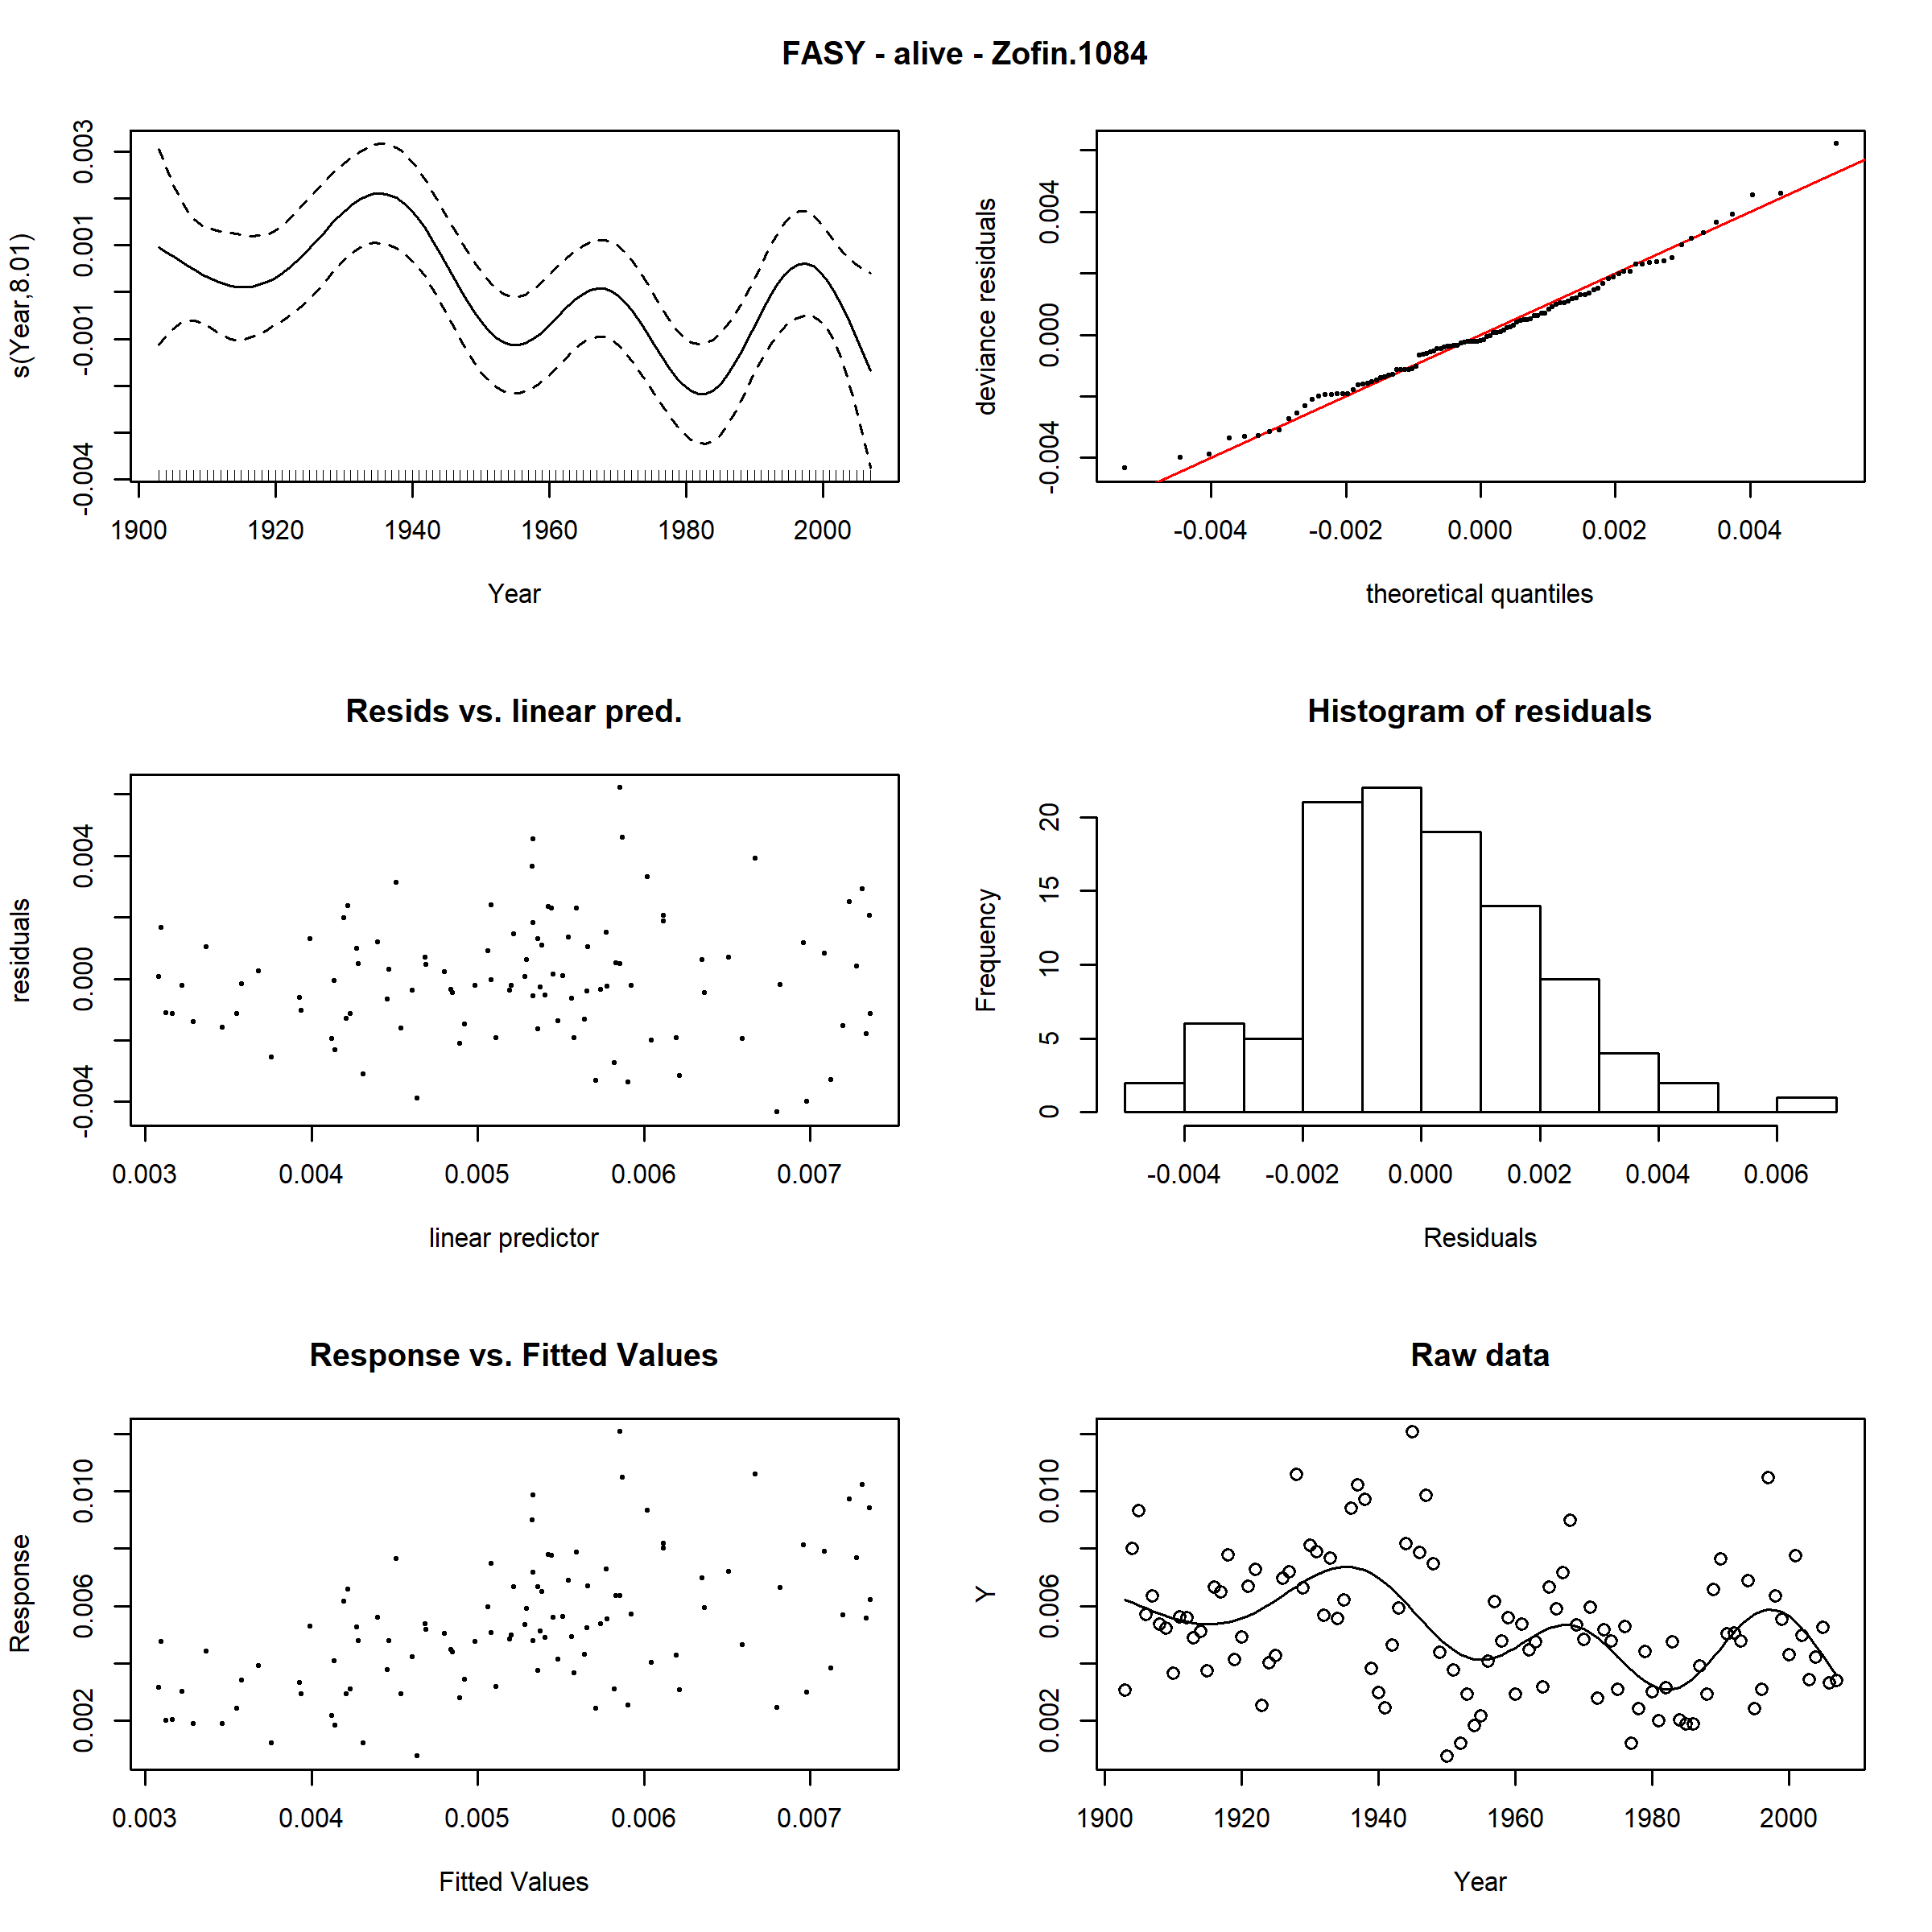 FASY - alive - Zofin.1084
s(Year,8.01)
-0.004 -0.001 0.001 0.003
1900 1920 1940 1960 1980 2000
Year
deviance residuals
-0.004 0.000 0.004
-0.004 -0.002 0.000 0.002 0.004
theoretical quantiles
Resids vs. linear pred.
residuals
-0.004 0.000 0.004
0.003 0.004 0.005 0.006 0.007
linear predictor
Histogram of residuals
Frequency
0 5 10 15 20
-0.004 -0.002 0.000 0.002 0.004 0.006
Residuals
Response vs. Fitted Values
Response
0.002 0.006 0.010
0.003 0.004 0.005 0.006 0.007
Fitted Values
Raw data
Y
0.002 0.006 0.010
1900 1920 1940 1960 1980 2000
Year